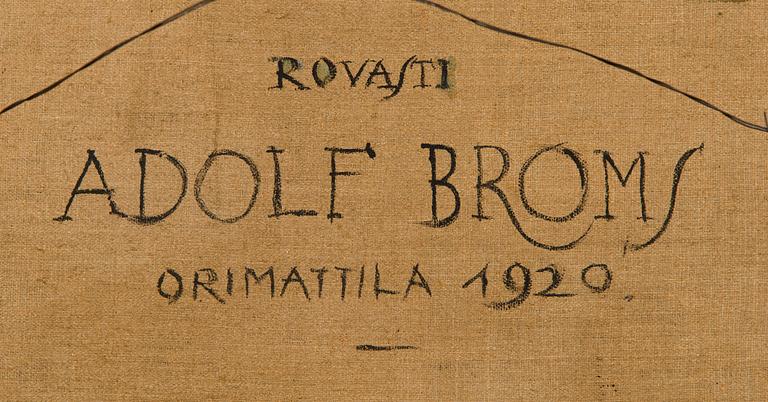 ROVASTI
ADOLF BROMS
ORIMATTILA 1920.